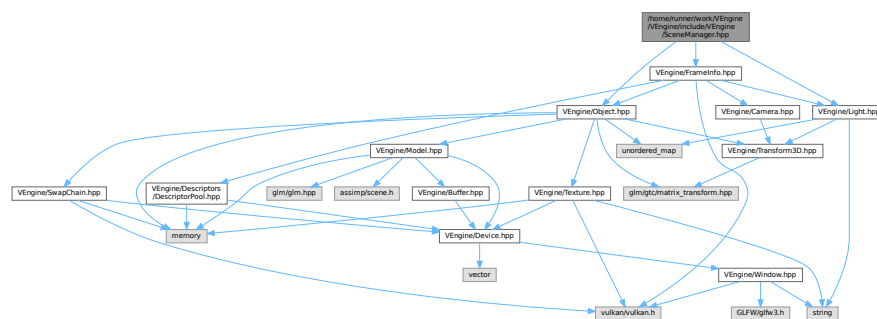 /home/runner/work/VEngine
/VEngine/include/VEngine
/SceneManager.hpp
VEngine/FrameInfo.hpp
VEngine/Object.hpp
VEngine/Camera.hpp
VEngine/Light.hpp
VEngine/Model.hpp
unordered_map
VEngine/Transform3D.hpp
VEngine/SwapChain.hpp
VEngine/Descriptors
/DescriptorPool.hpp
glm/glm.hpp
assimp/scene.h
VEngine/Buffer.hpp
VEngine/Texture.hpp
glm/gtc/matrix_transform.hpp
memory
VEngine/Device.hpp
vector
VEngine/Window.hpp
vulkan/vulkan.h
GLFW/glfw3.h
string